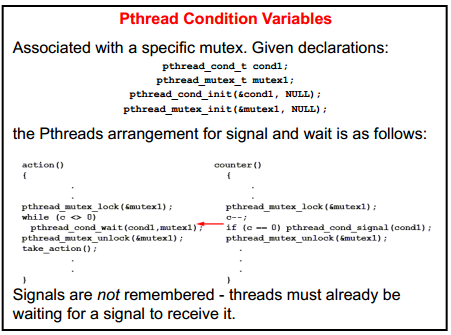 Pthread Condition Variables
Associated with a specific mutex. Given declarations:
pthread_cond_t cond1;
pthread_mutex_t mutex1;
pthread_cond_init(&cond1, NULL);
pthread_mutex_init(&mutex1, NULL);
the Pthreads arrangement for signal and wait is as follows:
action() counter()
{ {
. .
. .
pthread_mutex_lock(&mutex1); pthread_mutex_lock(&mutex1);
while (c <> 0) c--;
pthread_cond_wait(cond1,mutex1); if (c == 0) pthread_cond_signal(cond1);
pthread_mutex_unlock(&mutex1); pthread_mutex_unlock(&mutex1);
take_action(); .
. .
. .
} }
Signals are not remembered - threads must already be
waiting for a signal to receive it.